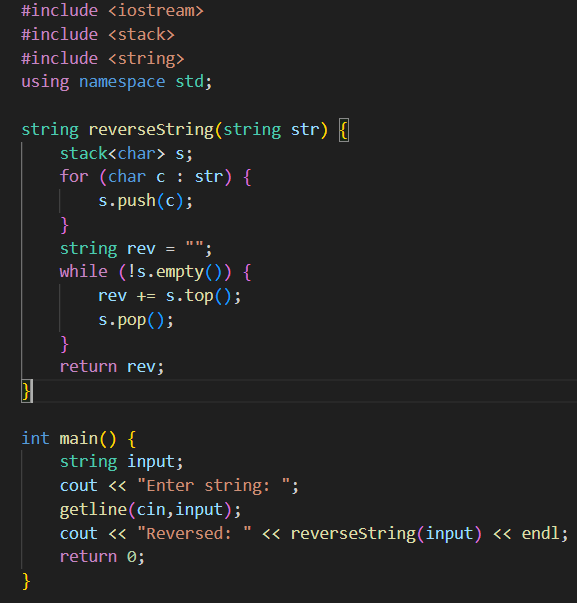 #include <iostream>
#include <stack>
#include <string>
using namespace std;

string reverseString(string str) {
    stack<char> s;
    for (char c : str) {
        s.push(c);
    }
    string rev = "";
    while (!s.empty()) {
        rev += s.top();
        s.pop();
    }
    return rev;
}

int main() {
    string input;
    cout << "Enter string: ";
    getline(cin,input);
    cout << "Reversed: " << reverseString(input) << endl;
    return 0;
}